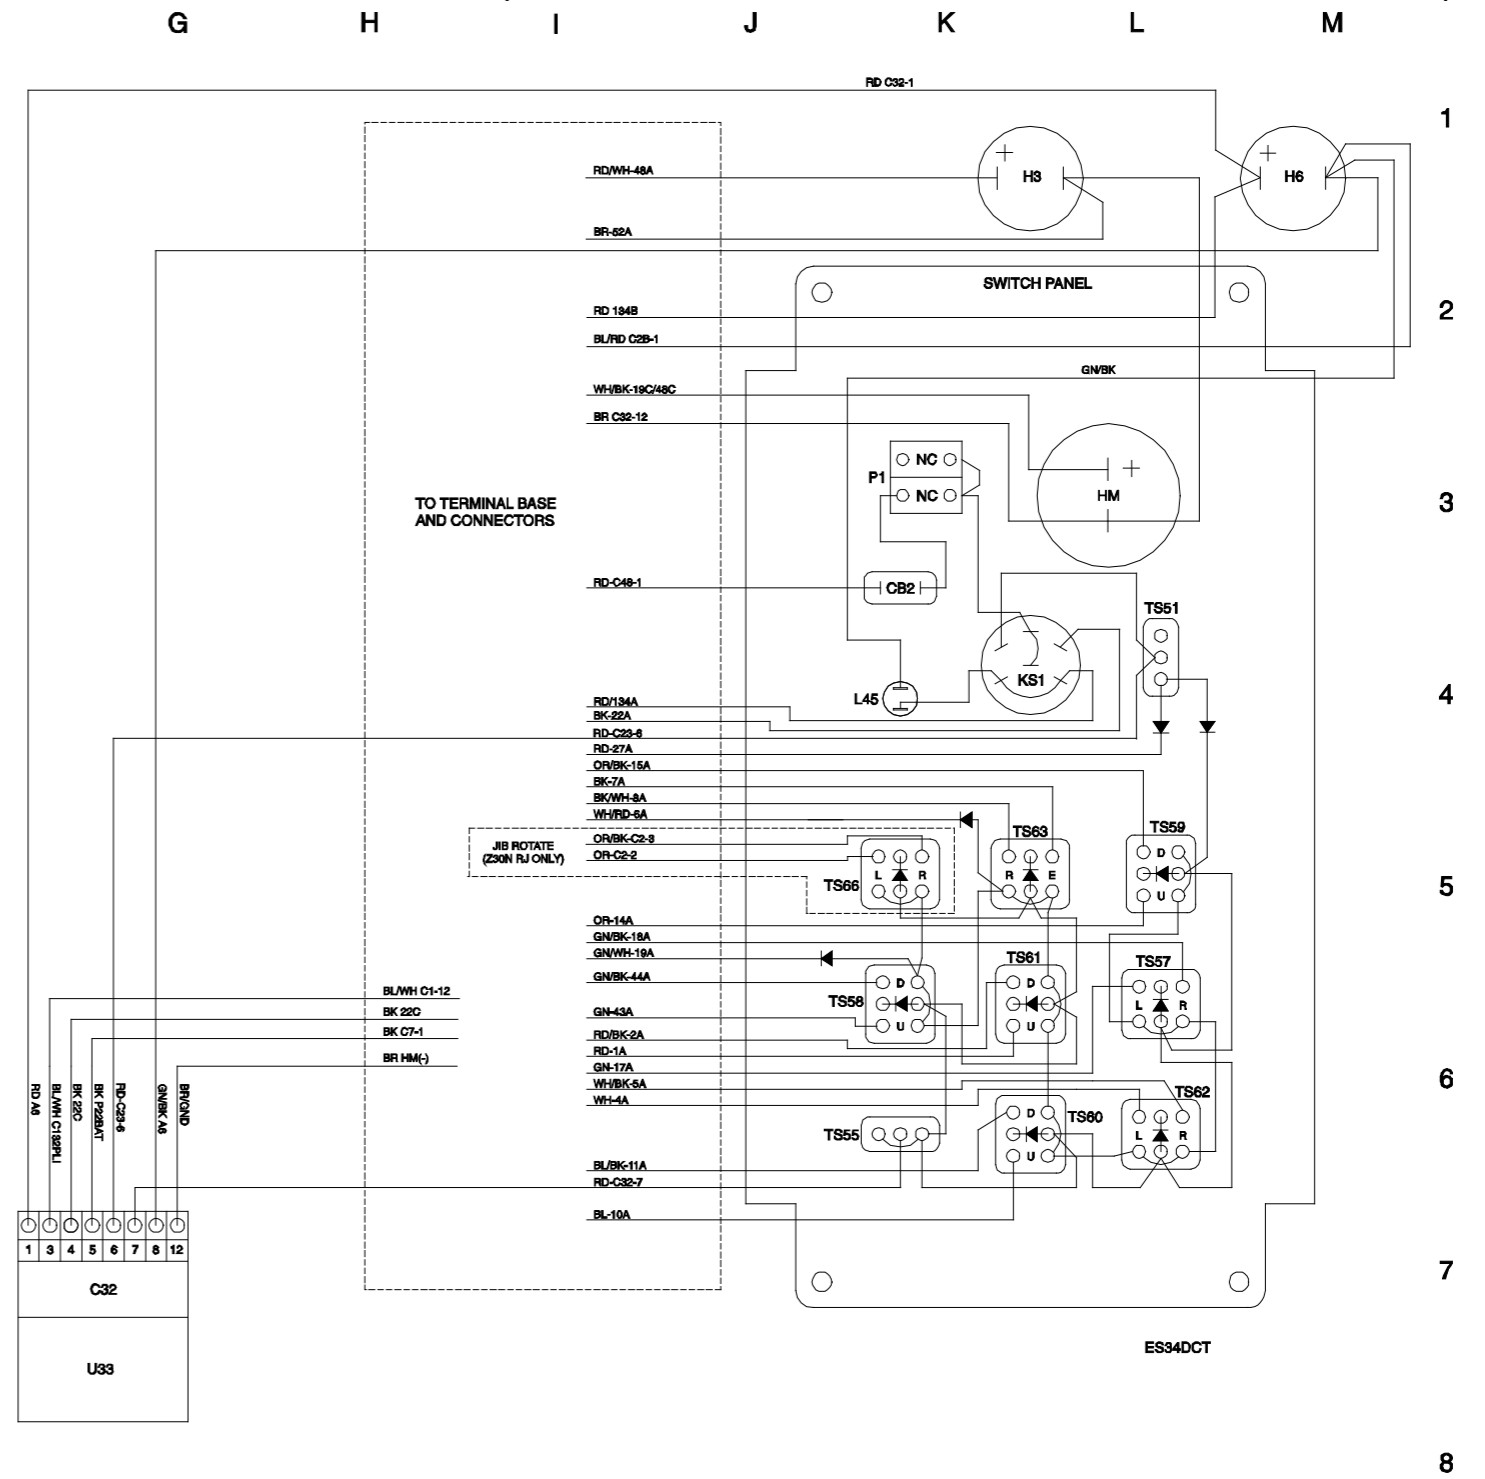 G H I J K L M
RD C32-1
1
RD/WH-48A
H3
H6
BR-52A
SWITCH PANEL
RD 134B
2
BL/RD C2B-1
GN/BK
WH/BK-19C/48C
BR C32-12
NC
P1
NC
HM
TO TERMINAL BASE
AND CONNECTORS
3
RD-C48-1
CB2
TS51
KS1
L45
4
RD/134A
BK-22A
RD-C23-6
RD-27A
OR/BK-15A
BK-7A
BK/WH-8A
WH/RD-6A
TS63
TS59
JIB ROTATE
(Z30N RJ ONLY)
OR/BK-C2-3
OR-C2-2
D
L R
R E
TS66
U
5
OR-14A
GN/BK-18A
GN/WH-19A
TS61
TS57
GN/BK-44A
D
D
BL/WH C1-12
TS58
L R
BK 22C
GN-43A
U
U
BK C7-1
RD/BK-2A
RD-1A
BR HM(-)
GN-17A
6
WH/BK-5A
TS62
WH-4A
D
TS60
TS55
L R
U
RD A6
BL/WH C132PLI
BK 22C
BK P22BAT
RD-C23-6
GN/BK A6
BR/GND
BL/BK-11A
RD-C32-7
BL-10A
1 3 4 5 6 7 8 12
C32
7
U33
ES34DCT
8